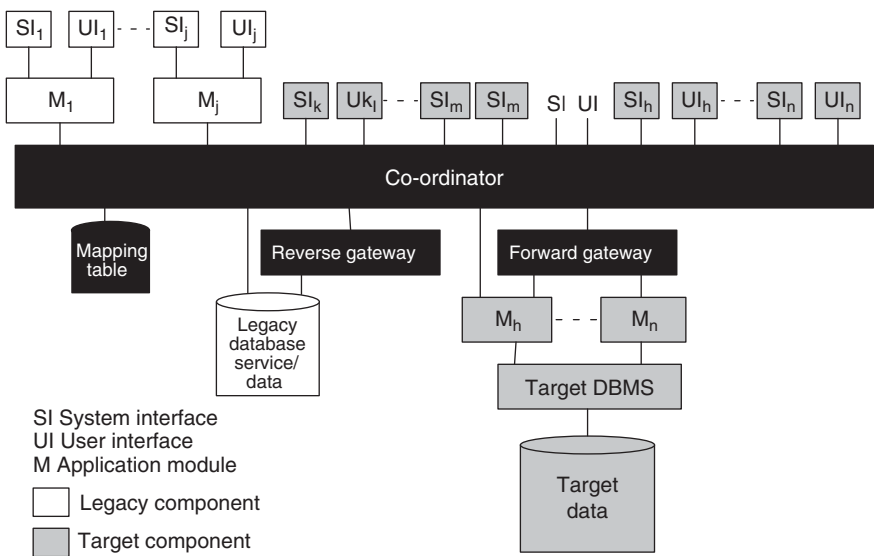 SI₁ UI₁ SIⱼ UIⱼ
M₁ Mⱼ
SIₖ Ukₗ SIₘ SIₘ SI UI SIₕ UIₕ SIₙ UIₙ
Co-ordinator
Mapping
table
Reverse gateway
Forward gateway
Legacy
database
service/
data
Mₕ Mₙ
Target DBMS
Target
data
SI System interface
UI User interface
M Application module
Legacy component
Target component